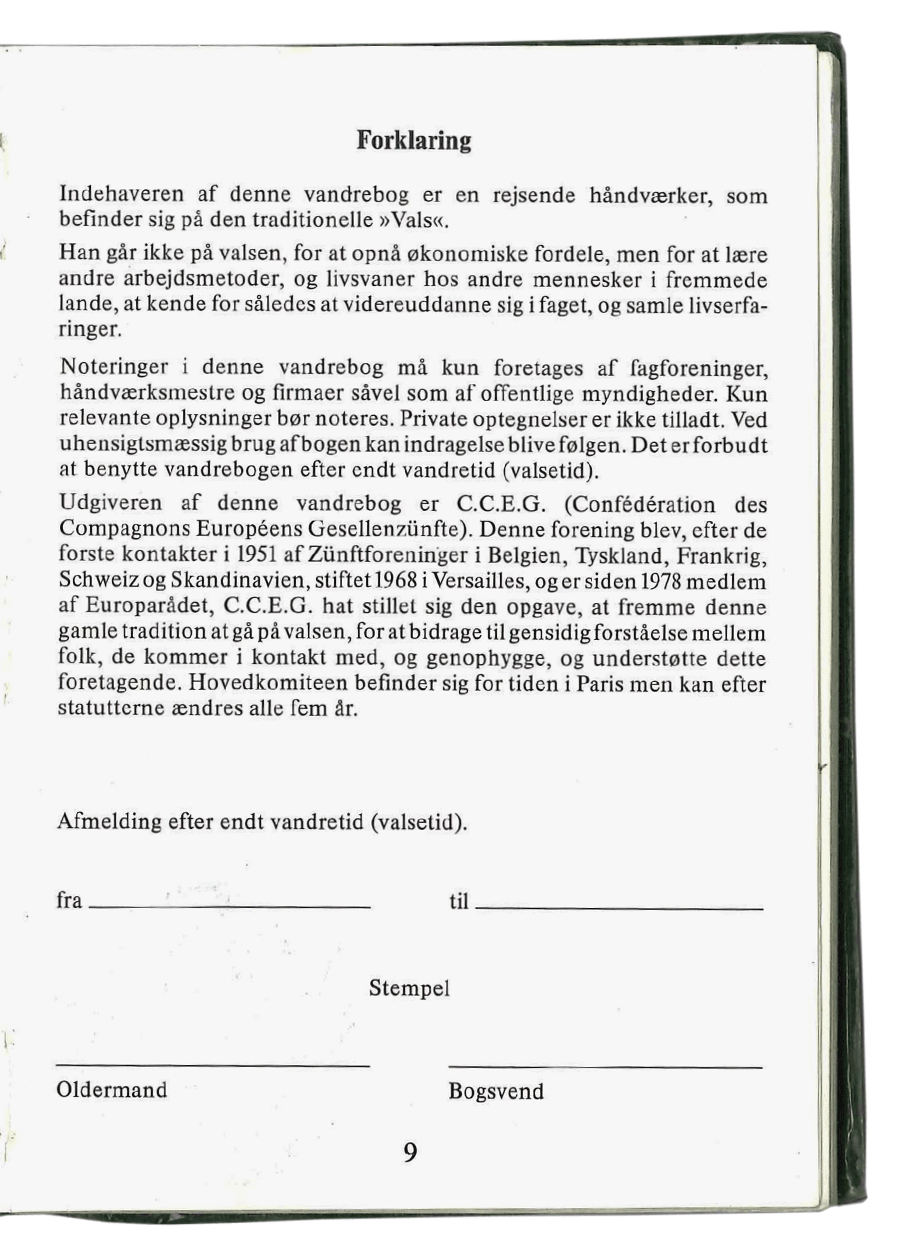 Forklaring
Indehaveren af denne vandrebog er en rejsende håndværker, som
befinder sig på den traditionelle »Vals«.
Han går ikke på valsen, for at opnå økonomiske fordele, men for at lære
andre arbejdsmetoder, og livsvaner hos andre mennesker i fremmede
lande, at kende for således at videreuddanne sig i faget, og samle livserfa-
ringer.
Noteringer i denne vandrebog må kun foretages af fagforeninger,
håndværksmestre og firmaer såvel som af offentlige myndigheder. Kun
relevante oplysninger bør noteres. Private optegnelser er ikke tilladt. Ved
uhensigtsmæssig brug af bogen kan indragelse blive følgen. Det er forbudt
at benytte vandrebogen efter endt vandretid (valsetid).
Udgiveren af denne vandrebog er C.C.E.G. (Confédération des
Compagnons Européens Gesellenzünfte). Denne forening blev, efter de
forste kontakter i 1951 af Zünftforeninger i Belgien, Tyskland, Frankrig,
Schweiz og Skandinavien, stiftet 1968 i Versailles, og er siden 1978 medlem
af Europarådet, C.C.E.G. hat stillet sig den opgave, at fremme denne
gamle tradition at gå på valsen, for at bidrage til gensidig forståelse mellem
folk, de kommer i kontakt med, og genophygge, og understøtte dette
foretagende. Hovedkomiteen befinder sig for tiden i Paris men kan efter
statutterne ændres alle fem år.
Afmelding efter endt vandretid (valsetid).
fra til
Stempel
Oldermand Bogsvend
9